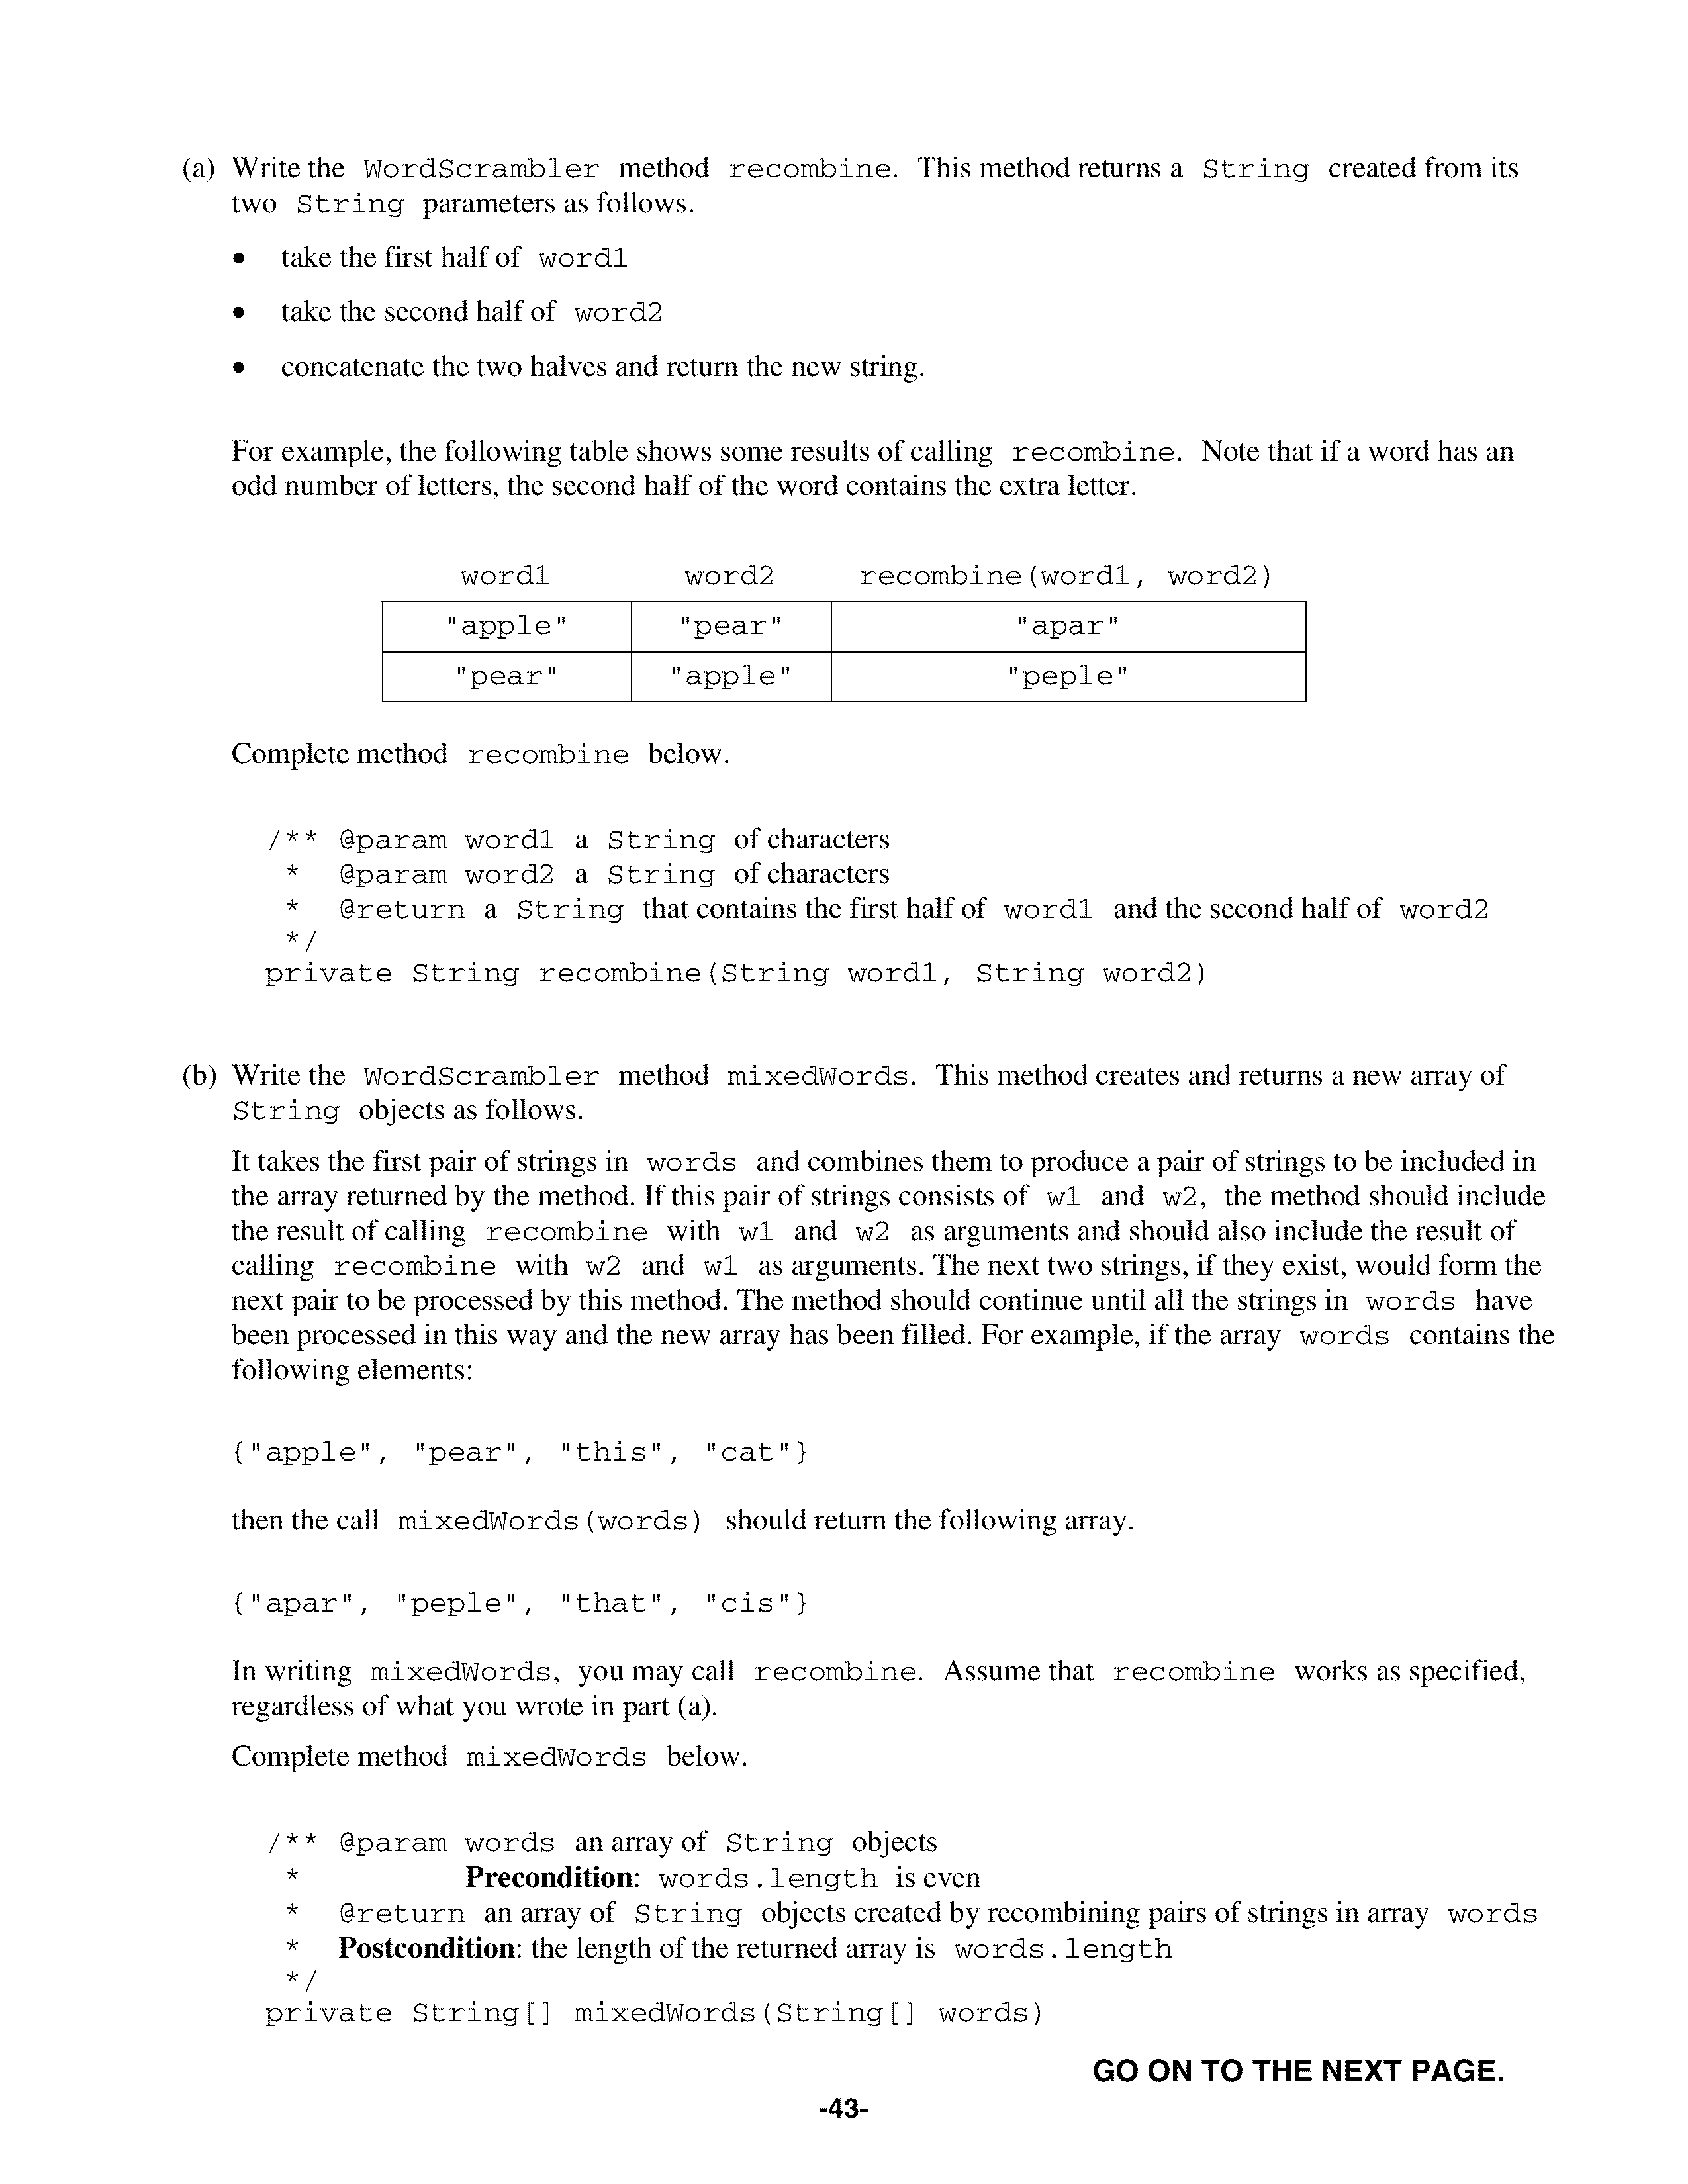 (a) Write the WordScrambler method recombine. This method returns a String created from its
two String parameters as follows.
• take the first half of word1
• take the second half of word2
• concatenate the two halves and return the new string.
For example, the following table shows some results of calling recombine. Note that if a word has an
odd number of letters, the second half of the word contains the extra letter.
word1 word2 recombine(word1, word2)
"apple" "pear" "apar"
"pear" "apple" "peple"
Complete method recombine below.
/** @param word1 a String of characters
* @param word2 a String of characters
* @return a String that contains the first half of word1 and the second half of word2
*/
private String recombine(String word1, String word2)
(b) Write the WordScrambler method mixedWords. This method creates and returns a new array of
String objects as follows.
It takes the first pair of strings in words and combines them to produce a pair of strings to be included in
the array returned by the method. If this pair of strings consists of w1 and w2, the method should include
the result of calling recombine with w1 and w2 as arguments and should also include the result of
calling recombine with w2 and w1 as arguments. The next two strings, if they exist, would form the
next pair to be processed by this method. The method should continue until all the strings in words have
been processed in this way and the new array has been filled. For example, if the array words contains the
following elements:
{"apple", "pear", "this", "cat"}
then the call mixedWords(words) should return the following array.
{"apar", "peple", "that", "cis"}
In writing mixedWords, you may call recombine. Assume that recombine works as specified,
regardless of what you wrote in part (a).
Complete method mixedWords below.
/** @param words an array of String objects
* Precondition: words.length is even
* @return an array of String objects created by recombining pairs of strings in array words
* Postcondition: the length of the returned array is words.length
*/
private String[] mixedWords(String[] words)
GO ON TO THE NEXT PAGE.
-43-